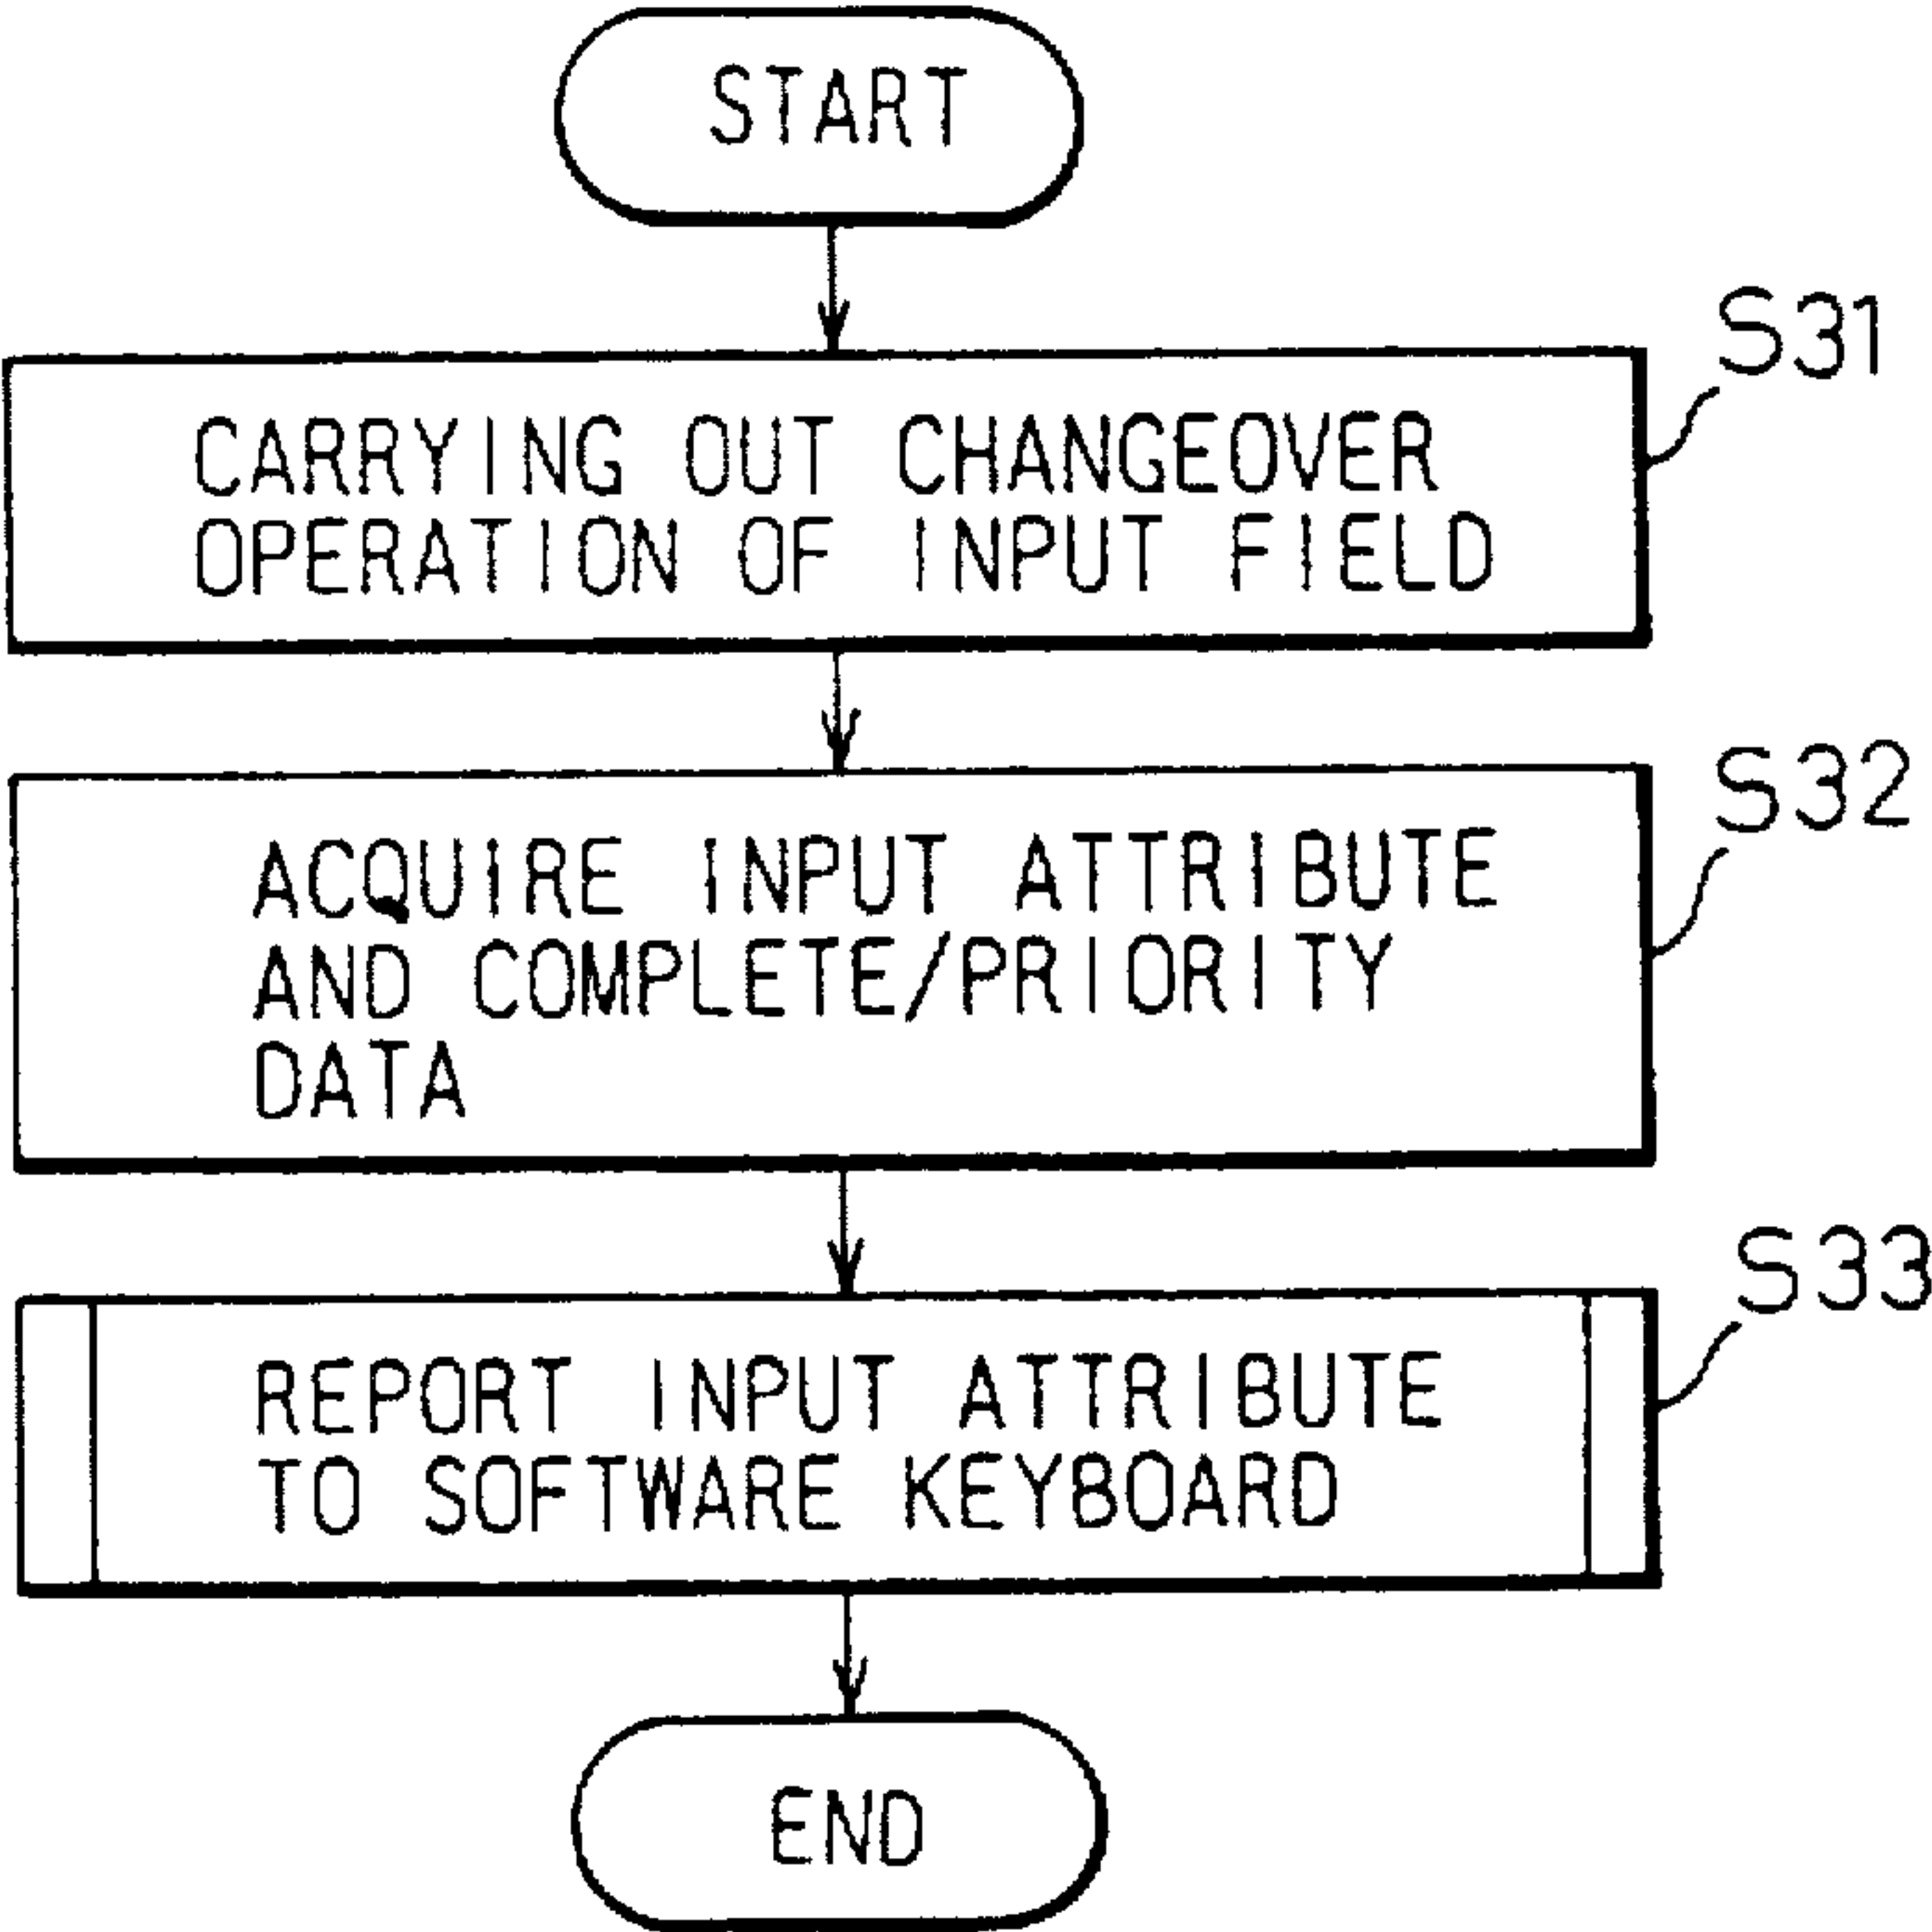 START
S31
CARRYING OUT CHANGEOVER
OPERATION OF INPUT FIELD
S32
ACQUIRE INPUT ATTRIBUTE
AND COMPLETE/PRIORITY
DATA
S33
REPORT INPUT ATTRIBUTE
TO SOFTWARE KEYBOARD
END